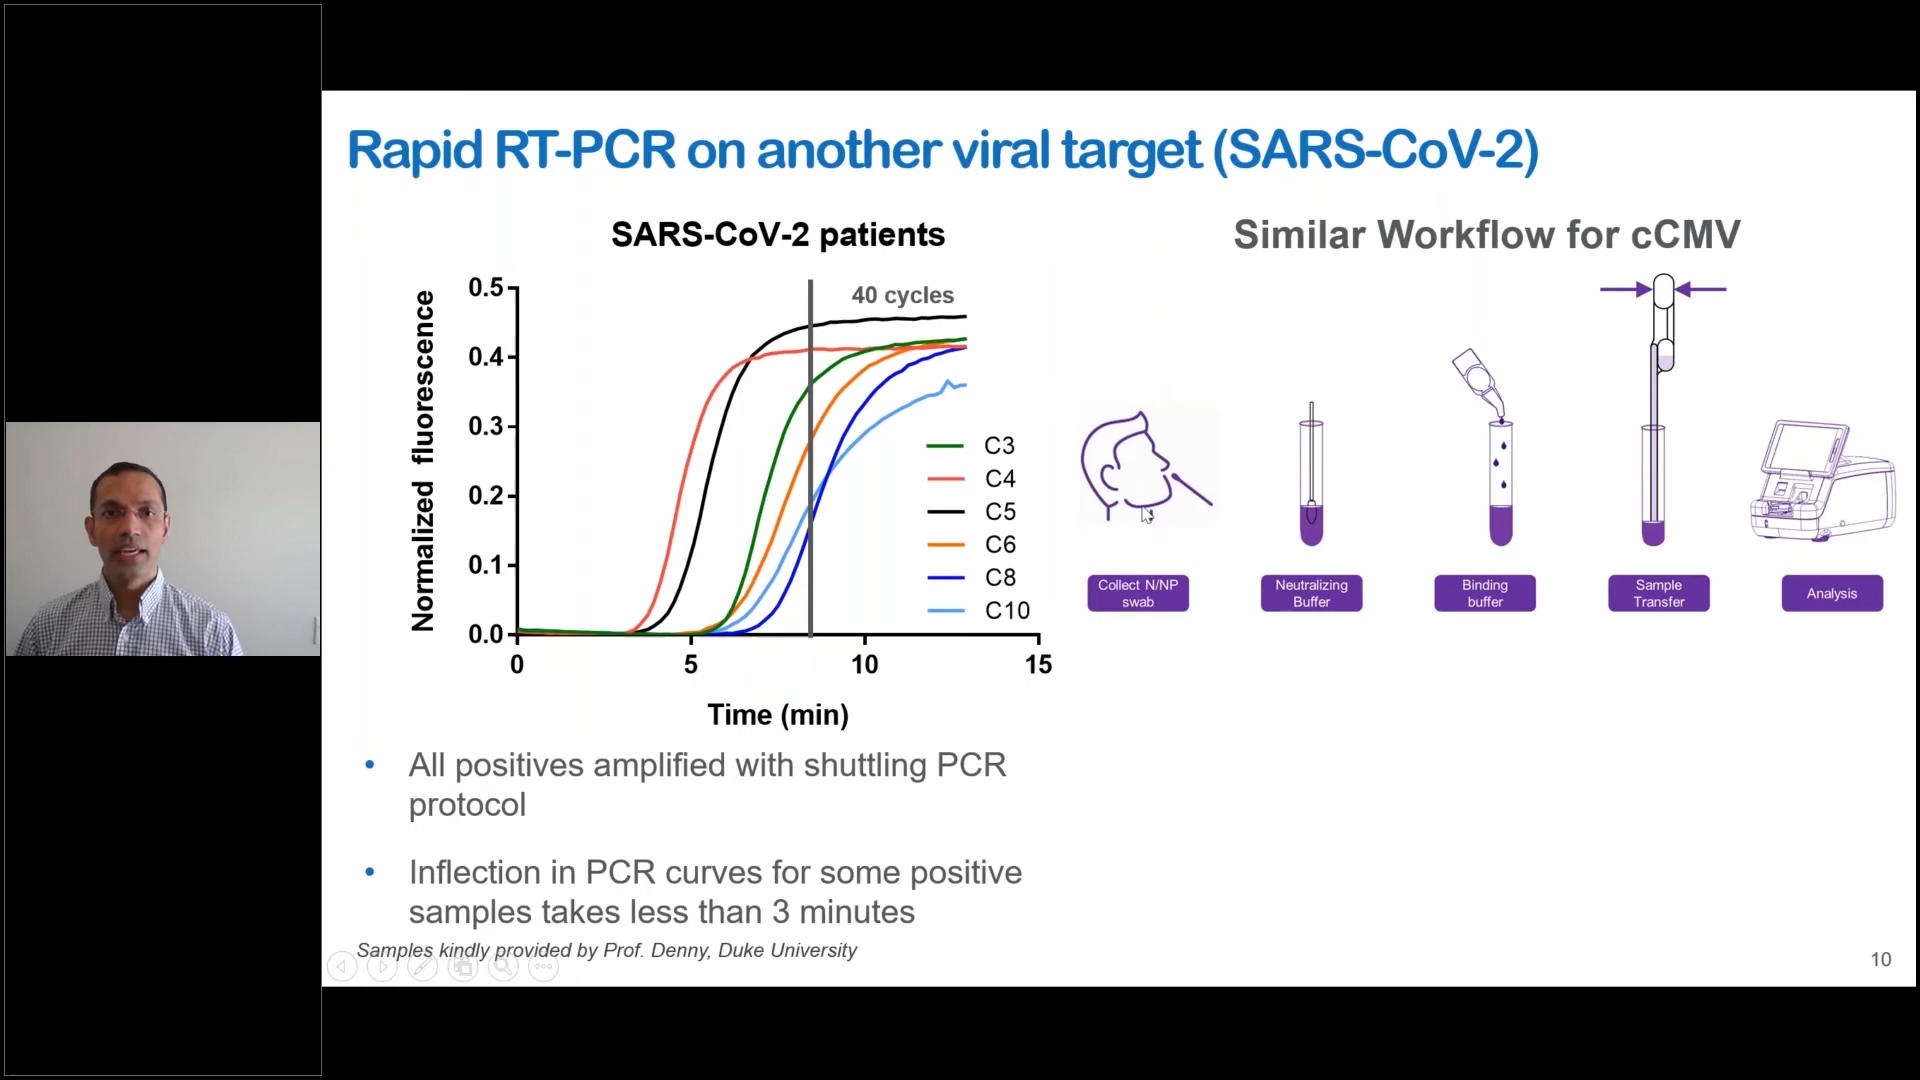 Rapid RT-PCR on another viral target (SARS-CoV-2)
SARS-CoV-2 patients
Normalized fluorescence
0.5
0.4
0.3
0.2
0.1
0.0
40 cycles
C3
C4
C5
C6
C8
C10
0 5 10 15
Time (min)
Similar Workflow for cCMV
Collect N/NP
swab
Neutralizing
Buffer
Binding
buffer
Sample
Transfer
Analysis
• All positives amplified with shuttling PCR
protocol
• Inflection in PCR curves for some positive
samples takes less than 3 minutes
Samples kindly provided by Prof. Denny, Duke University
10